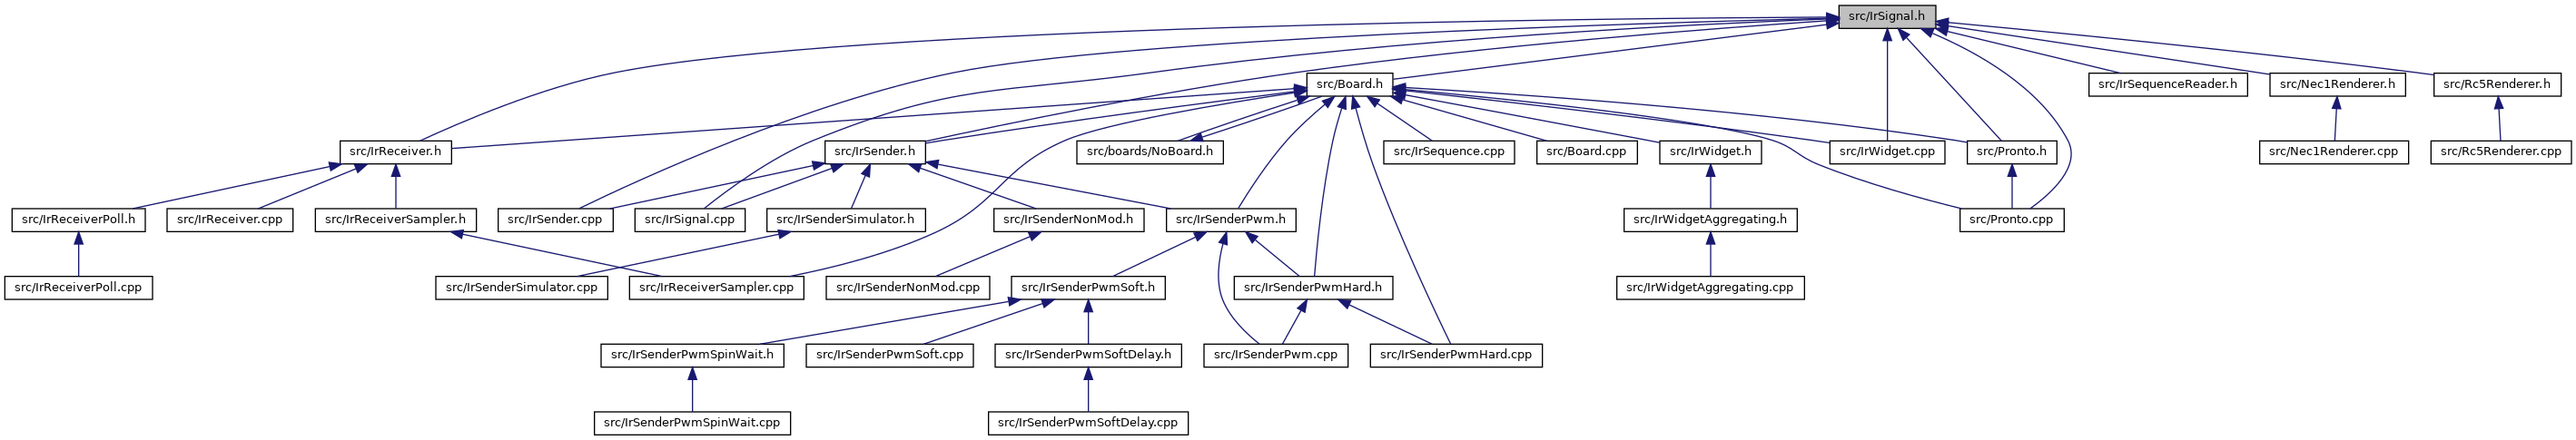 src/IrSignal.h
src/Board.h
src/IrSequenceReader.h
src/Nec1Renderer.h
src/Rc5Renderer.h
src/IrReceiver.h
src/IrSender.h
src/boards/NoBoard.h
src/IrSequence.cpp
src/Board.cpp
src/IrWidget.h
src/IrWidget.cpp
src/Pronto.h
src/Nec1Renderer.cpp
src/Rc5Renderer.cpp
src/IrReceiverPoll.h
src/IrReceiver.cpp
src/IrReceiverSampler.h
src/IrSender.cpp
src/IrSignal.cpp
src/IrSenderSimulator.h
src/IrSenderNonMod.h
src/IrSenderPwm.h
src/IrWidgetAggregating.h
src/Pronto.cpp
src/IrReceiverPoll.cpp
src/IrSenderSimulator.cpp
src/IrReceiverSampler.cpp
src/IrSenderNonMod.cpp
src/IrSenderPwmSoft.h
src/IrSenderPwmHard.h
src/IrWidgetAggregating.cpp
src/IrSenderPwmSpinWait.h
src/IrSenderPwmSoft.cpp
src/IrSenderPwmSoftDelay.h
src/IrSenderPwm.cpp
src/IrSenderPwmHard.cpp
src/IrSenderPwmSpinWait.cpp
src/IrSenderPwmSoftDelay.cpp